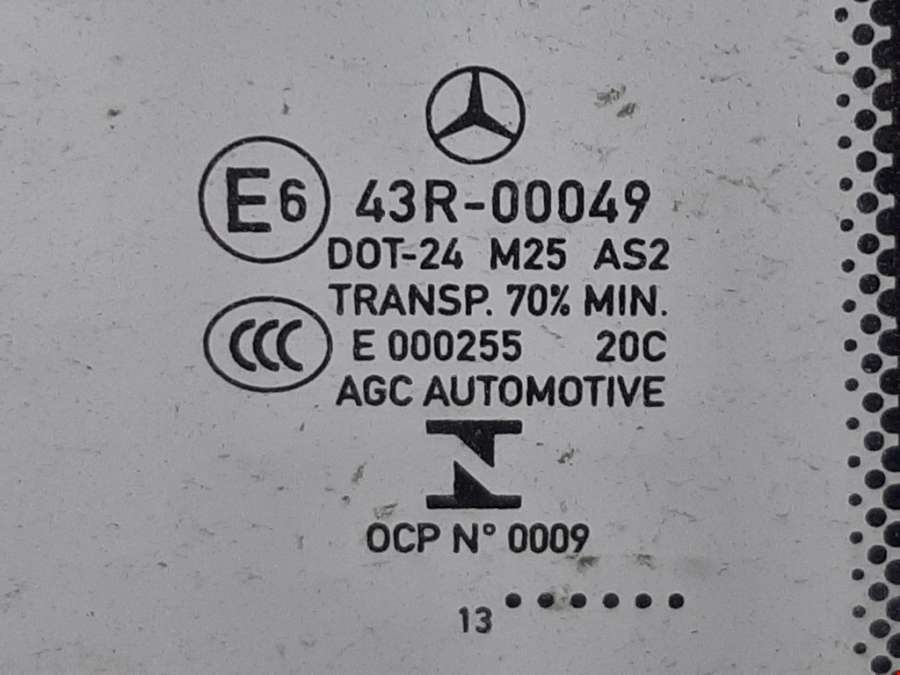 E6 43R-00049
DOT-24 M25 AS2
TRANSP. 70% MIN.
CCC E 000255 20C
AGC AUTOMOTIVE
OCP N° 0009
13 ••••••